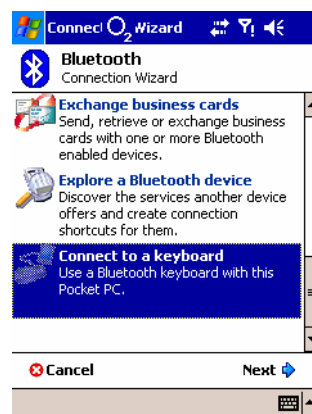 Connect O2 Wizard
Bluetooth
Connection Wizard
Exchange business cards
Send, retrieve or exchange business
cards with one or more Bluetooth
enabled devices.
Explore a Bluetooth device
Discover the services another device
offers and create connection
shortcuts for them.
Connect to a keyboard
Use a Bluetooth keyboard with this
Pocket PC.
Cancel
Next